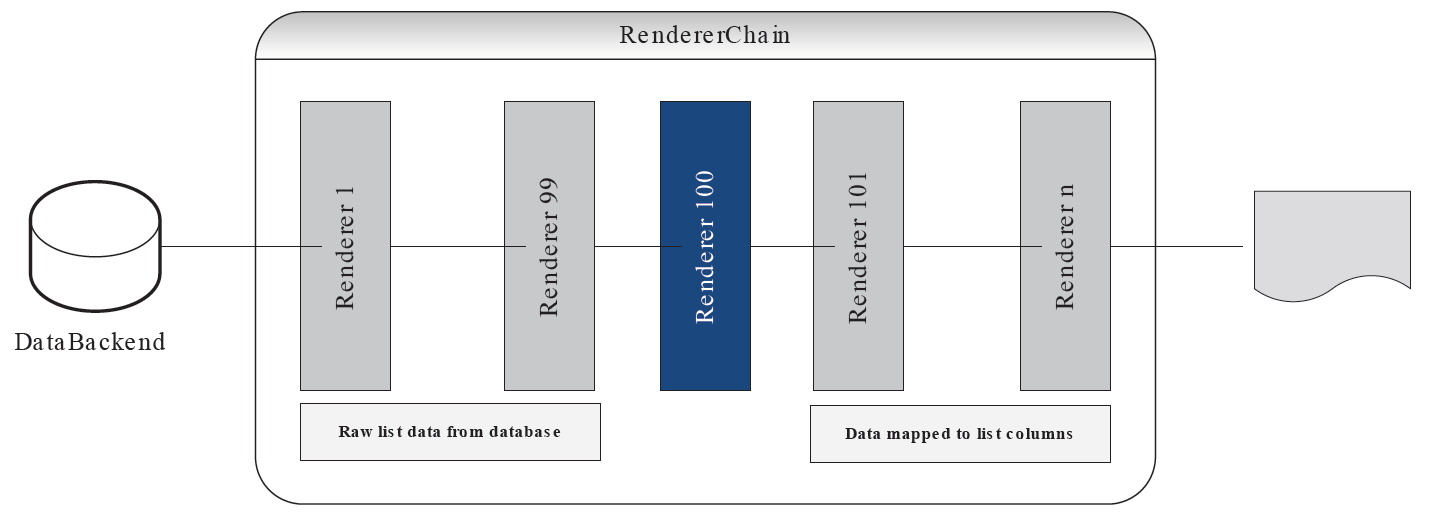 RendererChain
Renderer 1
Renderer 99
Renderer 100
Renderer 101
Renderer n
DataBackend
Raw list data from database
Data mapped to list columns